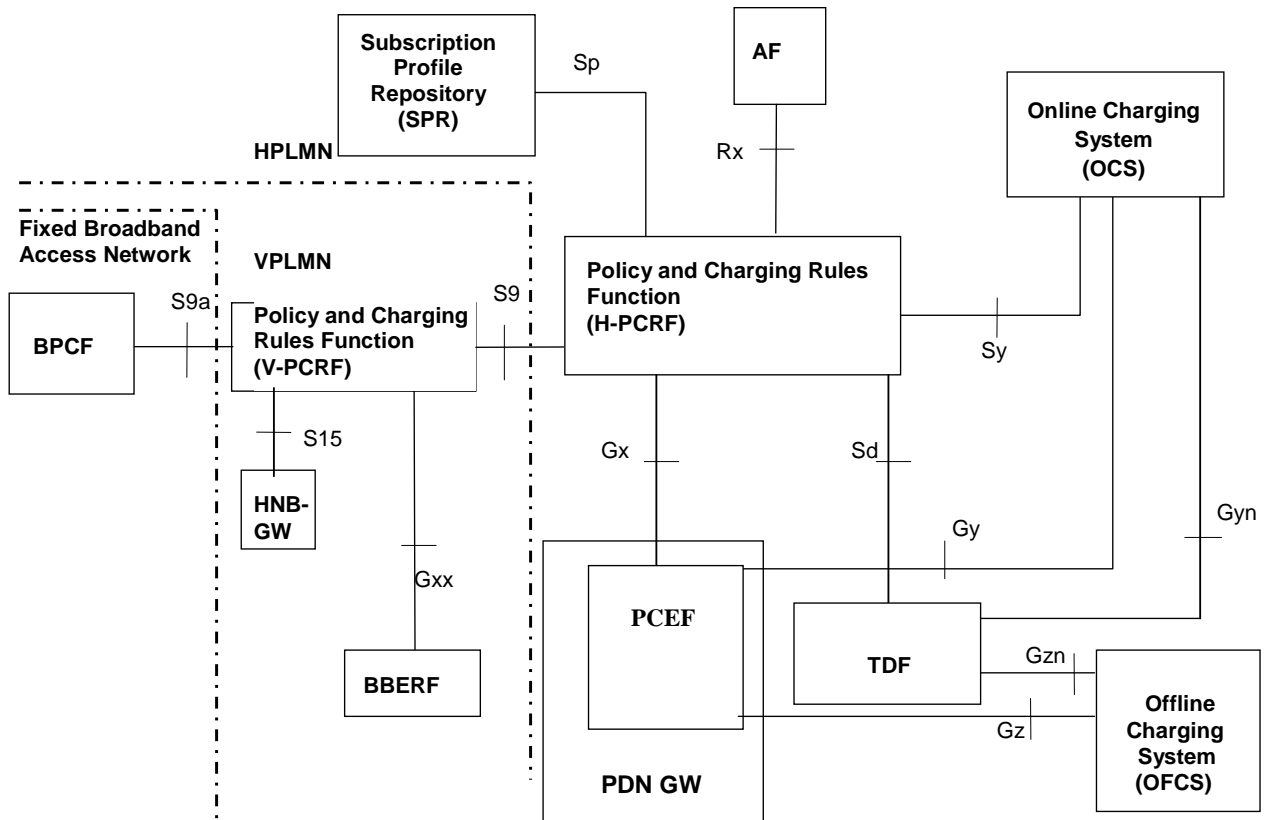 Subscription
Profile
Repository
(SPR)
Sp
AF
Online Charging
System
(OCS)
HPLMN
Rx
Fixed Broadband
Access Network
VPLMN
S9a
S9
Policy and Charging Rules
Function
(H-PCRF)
BPCF
Policy and Charging
Rules Function
(V-PCRF)
Sy
S15
Gx
Sd
HNB-
GW
Gy
Gyn
Gxx
PCEF
TDF
BBERF
Gzn
Gz
Offline
Charging
System
(OFCS)
PDN GW